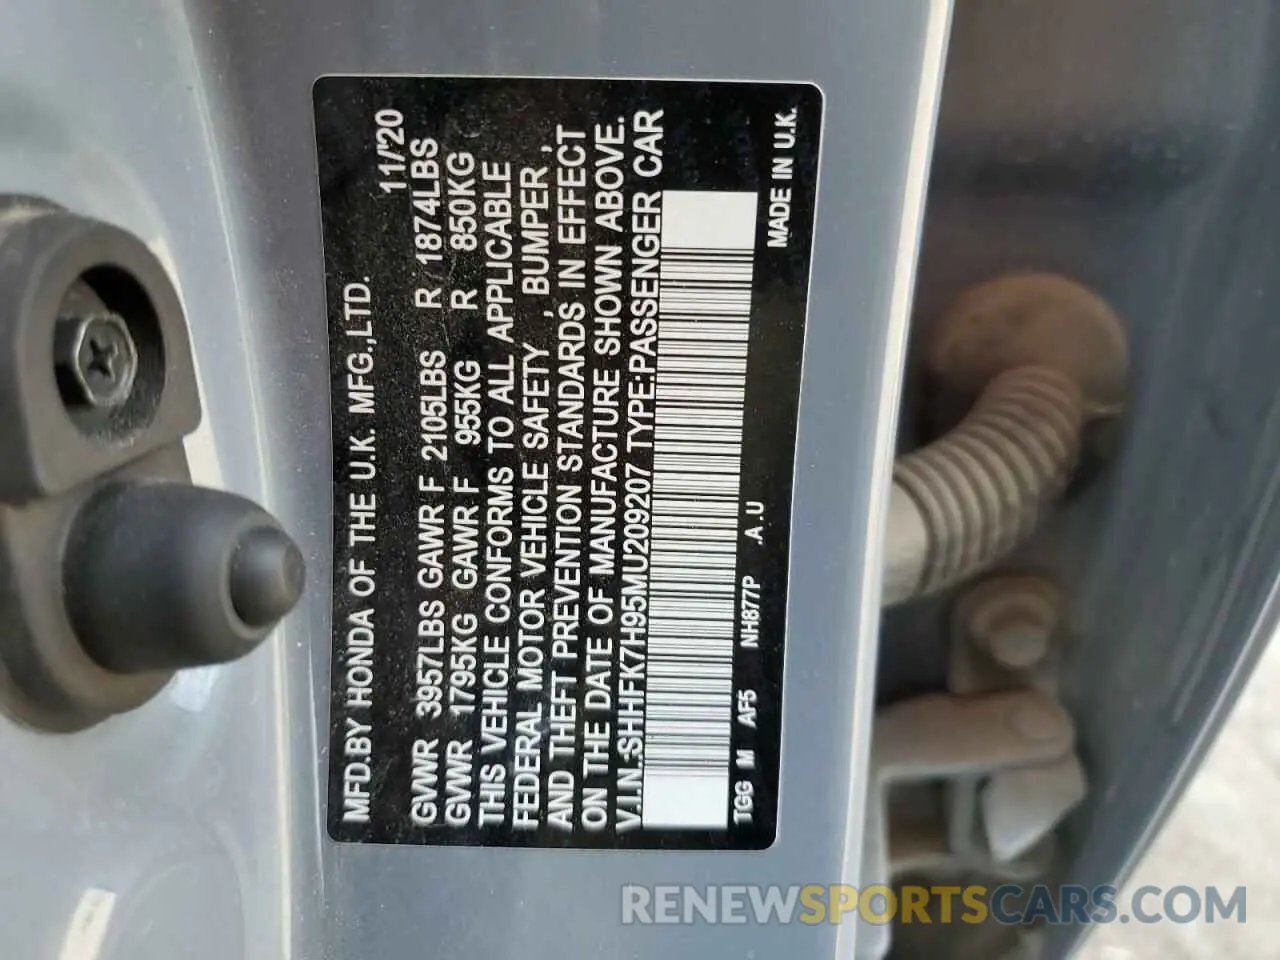 MFD.BY HONDA OF THE U.K. MFG.,LTD. 11/'20
GVWR 3957LBS GAWR F 2105LBS R 1874LBS
GVWR 1795KG GAWR F 955KG R 850KG
THIS VEHICLE CONFORMS TO ALL APPLICABLE
FEDERAL MOTOR VEHICLE SAFETY , BUMPER ,
AND THEFT PREVENTION STANDARDS IN EFFECT
ON THE DATE OF MANUFACTURE SHOWN ABOVE.
V.I.N.:SHHFK7H95MU209207 TYPE:PASSENGER CAR
TGG M AF5 NH877P .A.U MADE IN U.K.
RENEWSPORTSCARS.COM